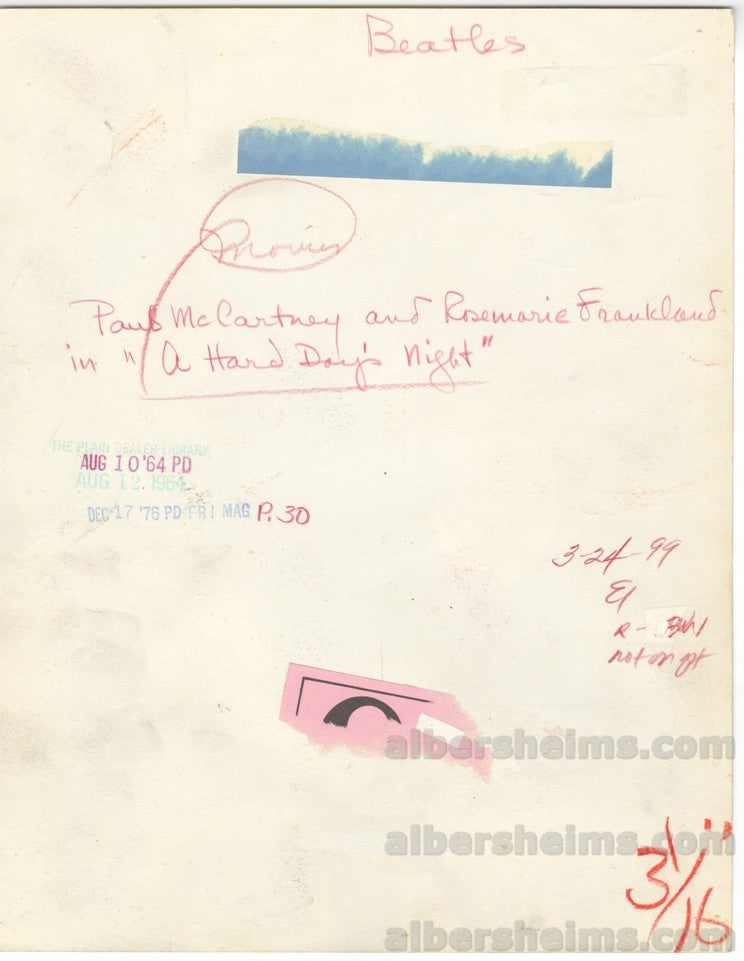 Beatles
Movies
Paul McCartney and Rosemarie Frankland
in "A Hard Day's Night"
THE PLAIN DEALER LIBRARY
AUG 10 '64 PD
AUG 12 1964
DEC 17 '76 PD FRI MAG P.30
3-24-99
not on pt
albersheims.com
albersheims.com
3 1/16"
albersheims.com